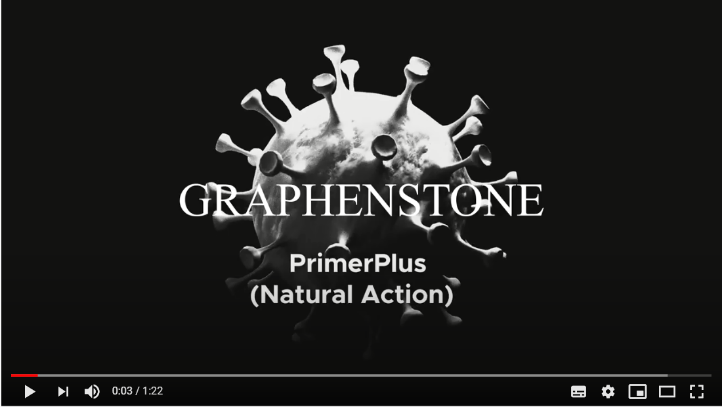 GRAPHENSTONE
PrimerPlus
(Natural Action)
0:03 / 1:22